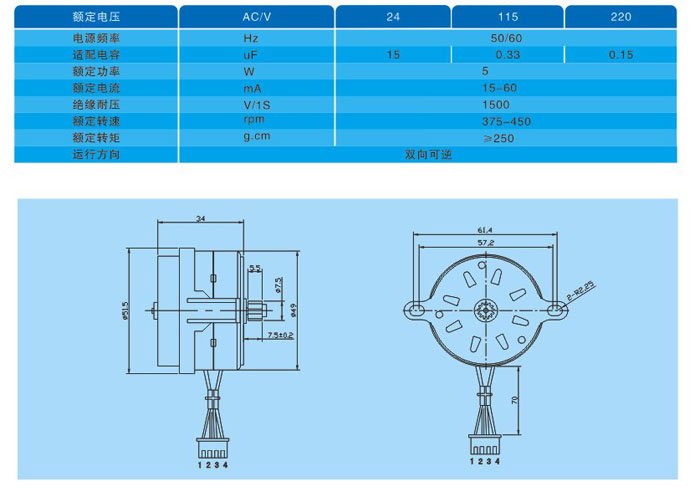 额定电压 AC/V 24 115 220
电源频率 Hz 50/60
适配电容 uF 15 0.33 0.15
额定功率 W 5
额定电流 mA 15-60
绝缘耐压 V/1S 1500
额定转速 rpm 375-450
额定转矩 g.cm ≥250
运行方向 双向可逆
34
61.4
57.2
ø7.5
2-R2.25
ø51.5
ø49
7.5±0.2
70
1 2 3 4
1 2 3 4